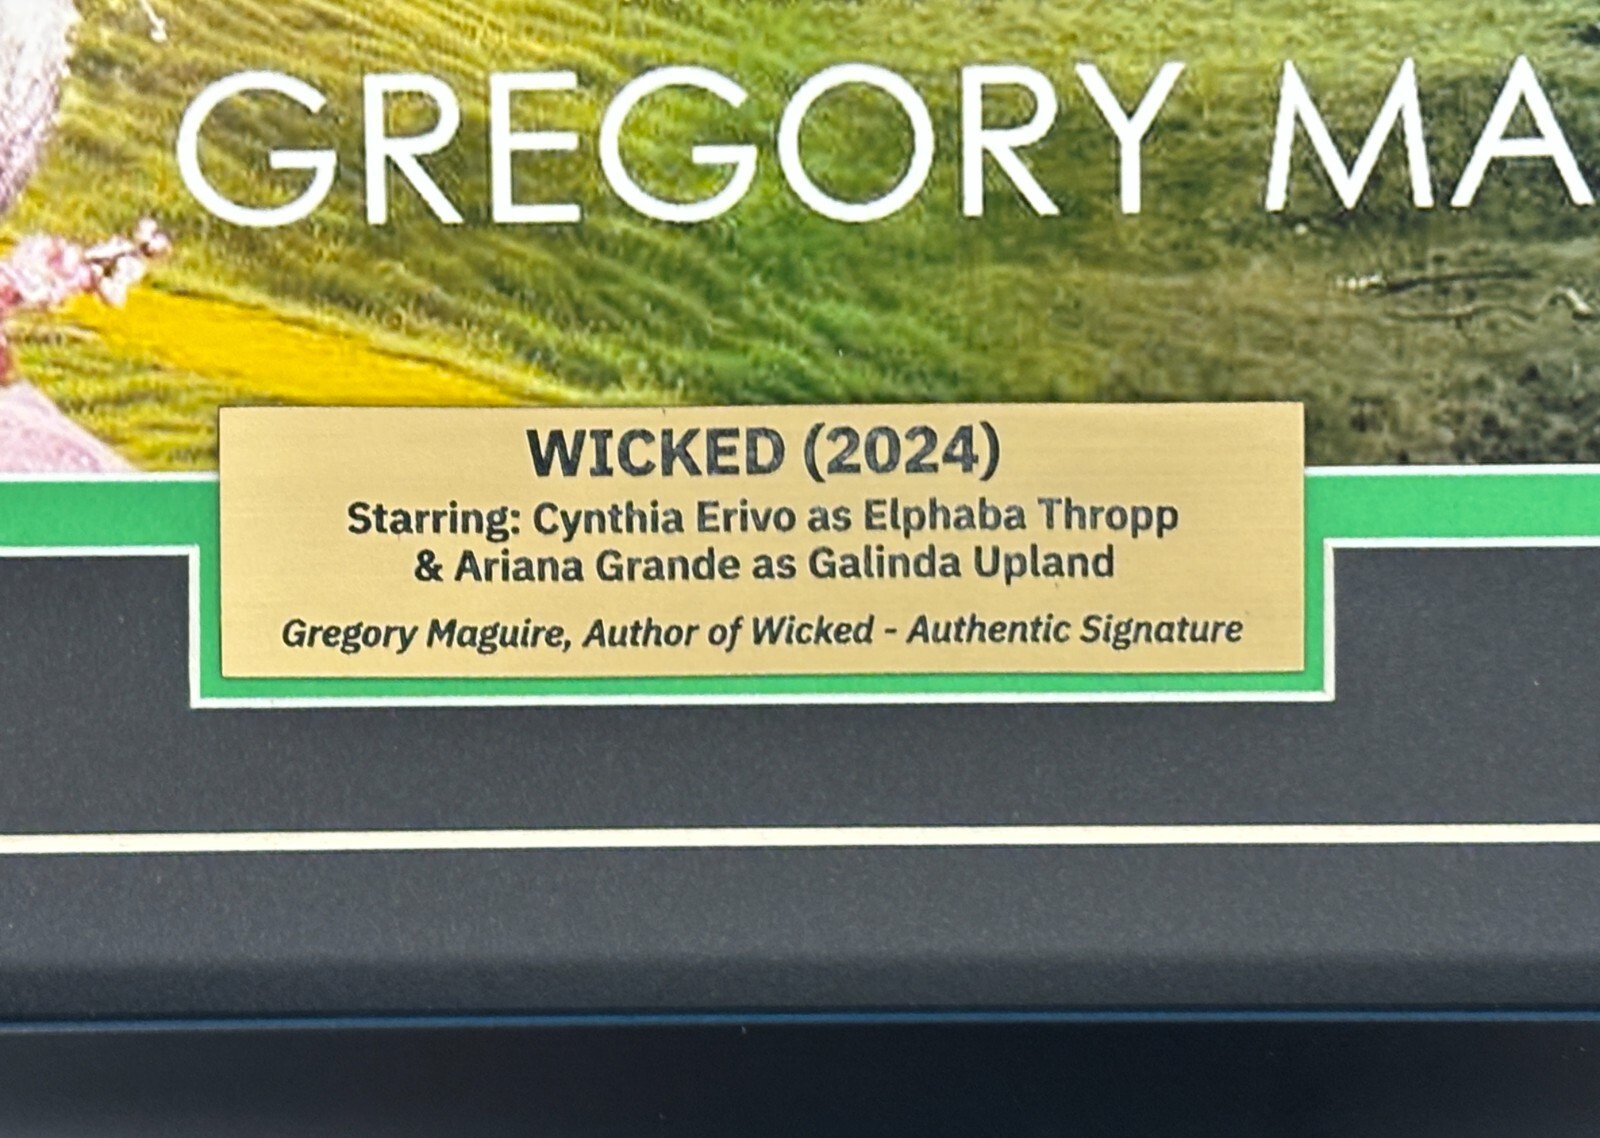 GREGORY MA
WICKED (2024)
Starring: Cynthia Erivo as Elphaba Thropp
& Ariana Grande as Galinda Upland
Gregory Maguire, Author of Wicked - Authentic Signature